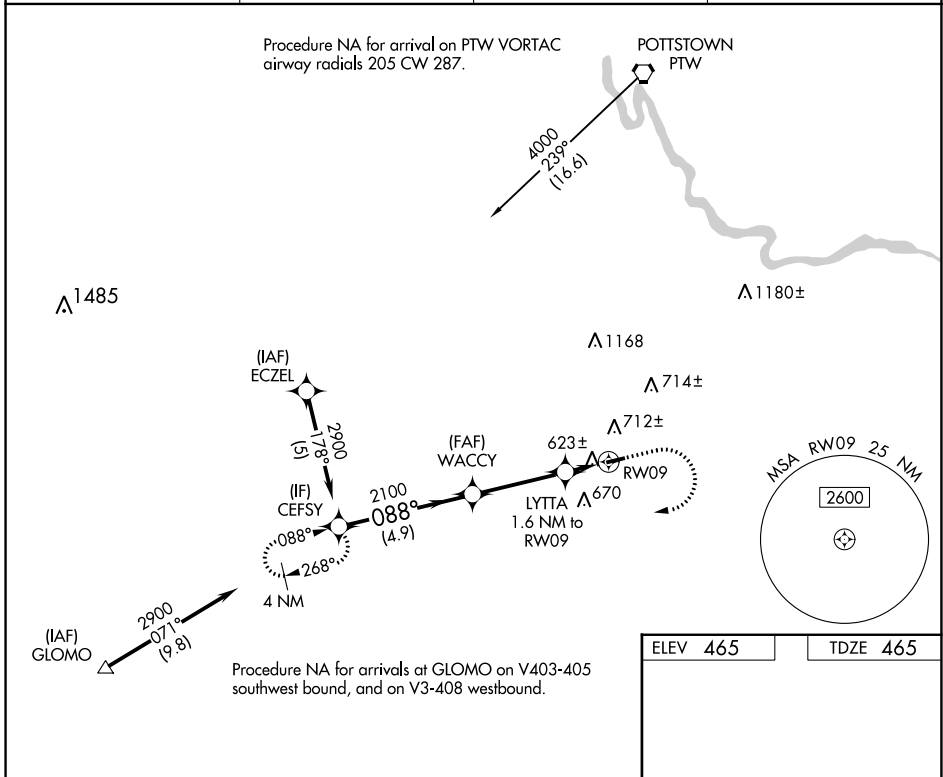 Procedure NA for arrival on PTW VORTAC
airway radials 205 CW 287.
POTTSTOWN
PTW
4000
239°
(16.6)
1485
1180±
1168
(IAF)
ECZEL
714±
2900
178°
(5)
712±
(FAF)
WACCY
623±
RW09
MSA RW09 25 NM
2600
(IF)
CEFSY
2100
088°
(4.9)
LYTTA
1.6 NM to
RW09
670
088°
268°
4 NM
2900
071°
(9.8)
(IAF)
GLOMO
Procedure NA for arrivals at GLOMO on V403-405
southwest bound, and on V3-408 westbound.
ELEV 465
TDZE 465